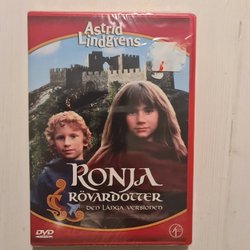 Astrid
Lindgrens
RONJA
RÖVARDOTTER
DEN LÅNGA VERSIONEN
DVD